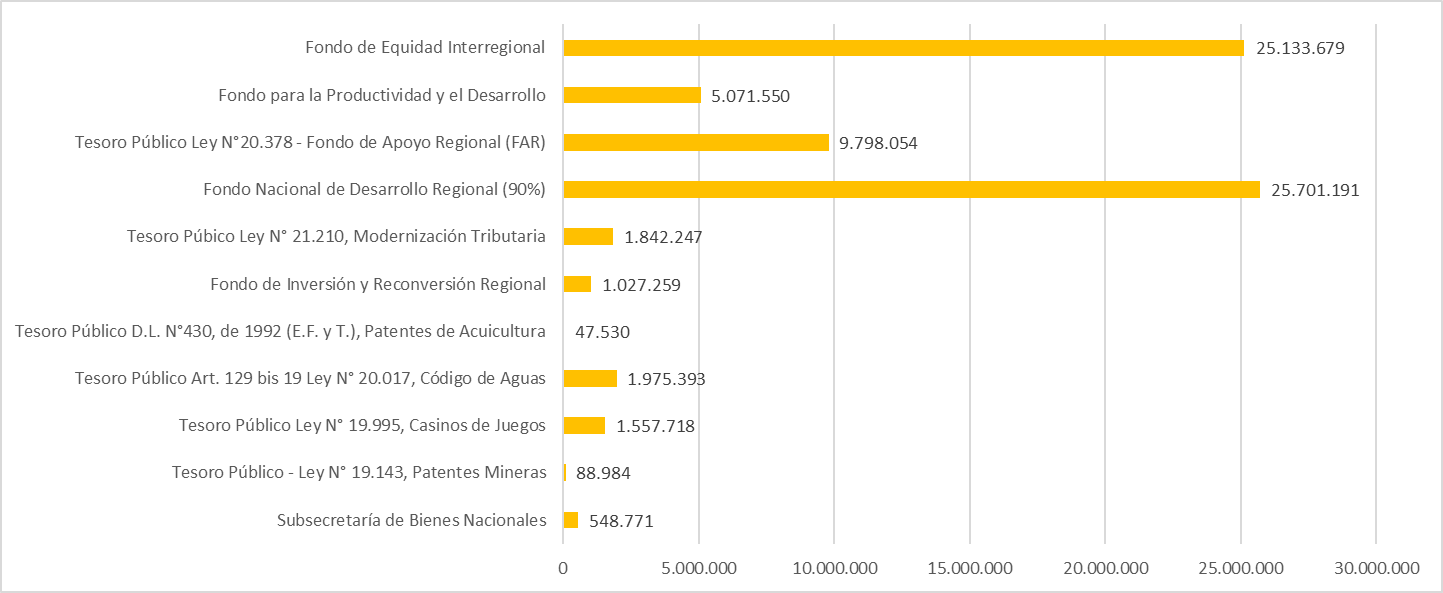 Fondo de Equidad Interregional 25.133.679
Fondo para la Productividad y el Desarrollo 5.071.550
Tesoro Público Ley N°20.378 - Fondo de Apoyo Regional (FAR) 9.798.054
Fondo Nacional de Desarrollo Regional (90%) 25.701.191
Tesoro Púbico Ley N° 21.210, Modernización Tributaria 1.842.247
Fondo de Inversión y Reconversión Regional 1.027.259
Tesoro Público D.L. N°430, de 1992 (E.F. y T.), Patentes de Acuicultura 47.530
Tesoro Público Art. 129 bis 19 Ley N° 20.017, Código de Aguas 1.975.393
Tesoro Público Ley N° 19.995, Casinos de Juegos 1.557.718
Tesoro Público - Ley N° 19.143, Patentes Mineras 88.984
Subsecretaría de Bienes Nacionales 548.771
0 5.000.000 10.000.000 15.000.000 20.000.000 25.000.000 30.000.000